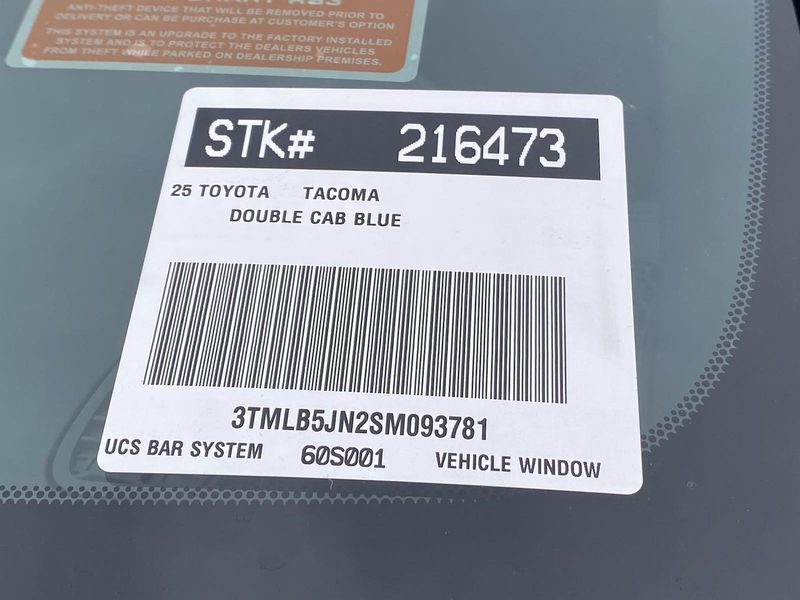 ANTI-THEFT DEVICE THAT WILL BE REMOVED PRIOR TO
DELIVERY OR CAN BE PURCHASE AT CUSTOMER'S OPTION
THIS SYSTEM IS AN UPGRADE TO THE FACTORY INSTALLED
SYSTEM AND IS TO PROTECT THE DEALERS VEHICLES
FROM THEFT WHILE PARKED ON DEALERSHIP PREMISES.
STK# 216473
25 TOYOTA TACOMA
DOUBLE CAB BLUE
3TMLB5JN2SM093781
UCS BAR SYSTEM 60S001 VEHICLE WINDOW